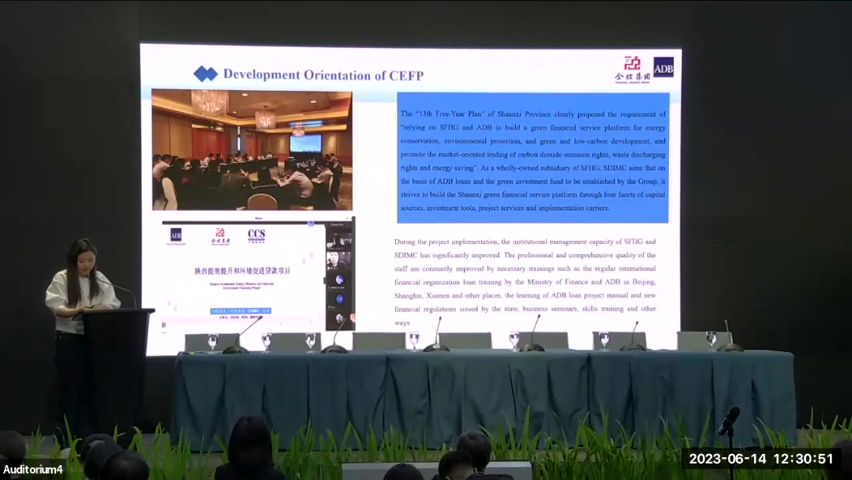 Development Orientation of CEFP
金控集团
ADB
The "13th Five-Year Plan" of Shaanxi Province clearly proposed the requirement of
"relying on SFHG and ADB to build a green financial service platform for energy
conservation, environmental protection, and green and low-carbon development, and
promote the market-oriented trading of carbon dioxide emission rights, waste discharging
rights and energy saving". As a wholly-owned subsidiary of SFHG, SDIMC aims that on
the basis of ADB loans and the green investment fund to be established by the Group, it
strives to build the Shaanxi green financial service platform through four facets of capital
sources, investment tools, project services and implementation carriers.
ADB
CCS
陕西能效提升和环境促进贷款项目
During the project implementation, the institutional management capacity of SFHG and
SDIMC has significantly improved. The professional and comprehensive quality of the
staff are constantly improved by necessary trainings such as the regular international
financial organization loan training by the Ministry of Finance and ADB in Beijing,
Shanghai, Xiamen and other places, the learning of ADB loan project manual and new
financial regulations issued by the state, business seminars, skills training and other
ways.
Auditorium4
2023-06-14 12:30:51